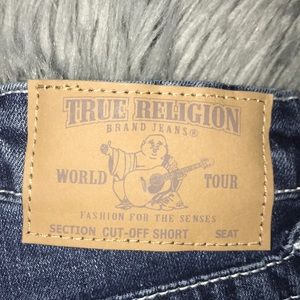 TRUE RELIGION
BRAND JEANS®
WORLD TOUR
FASHION FOR THE SENSES
SECTION CUT-OFF SHORT SEAT